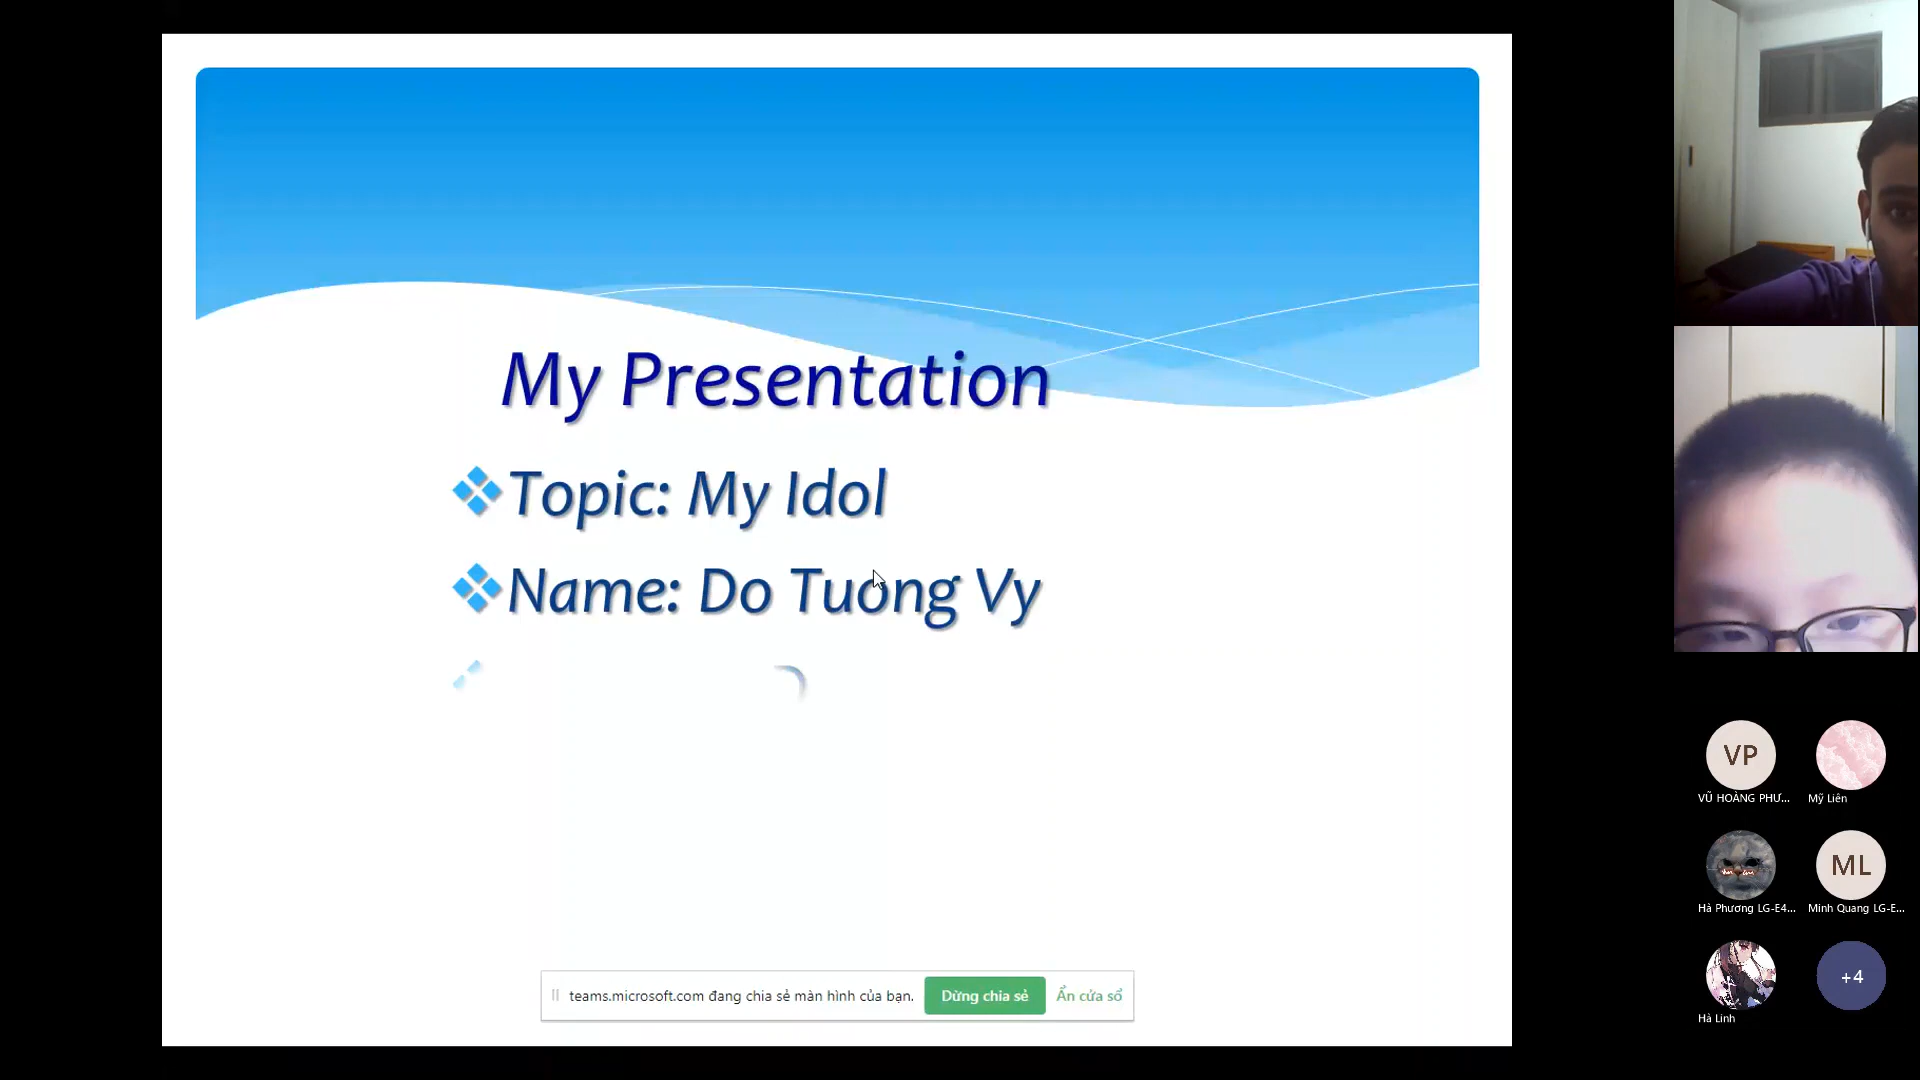 My Presentation
Topic: My Idol
Name: Do Tuong Vy
teams.microsoft.com đang chia sẻ màn hình của bạn.
Dừng chia sẻ
Ẩn cửa sổ
VP
VŨ HOÀNG PHƯ...
Mỹ Liên
ML
Hà Phương LG-E4...
Minh Quang LG-E...
Hà Linh
+4